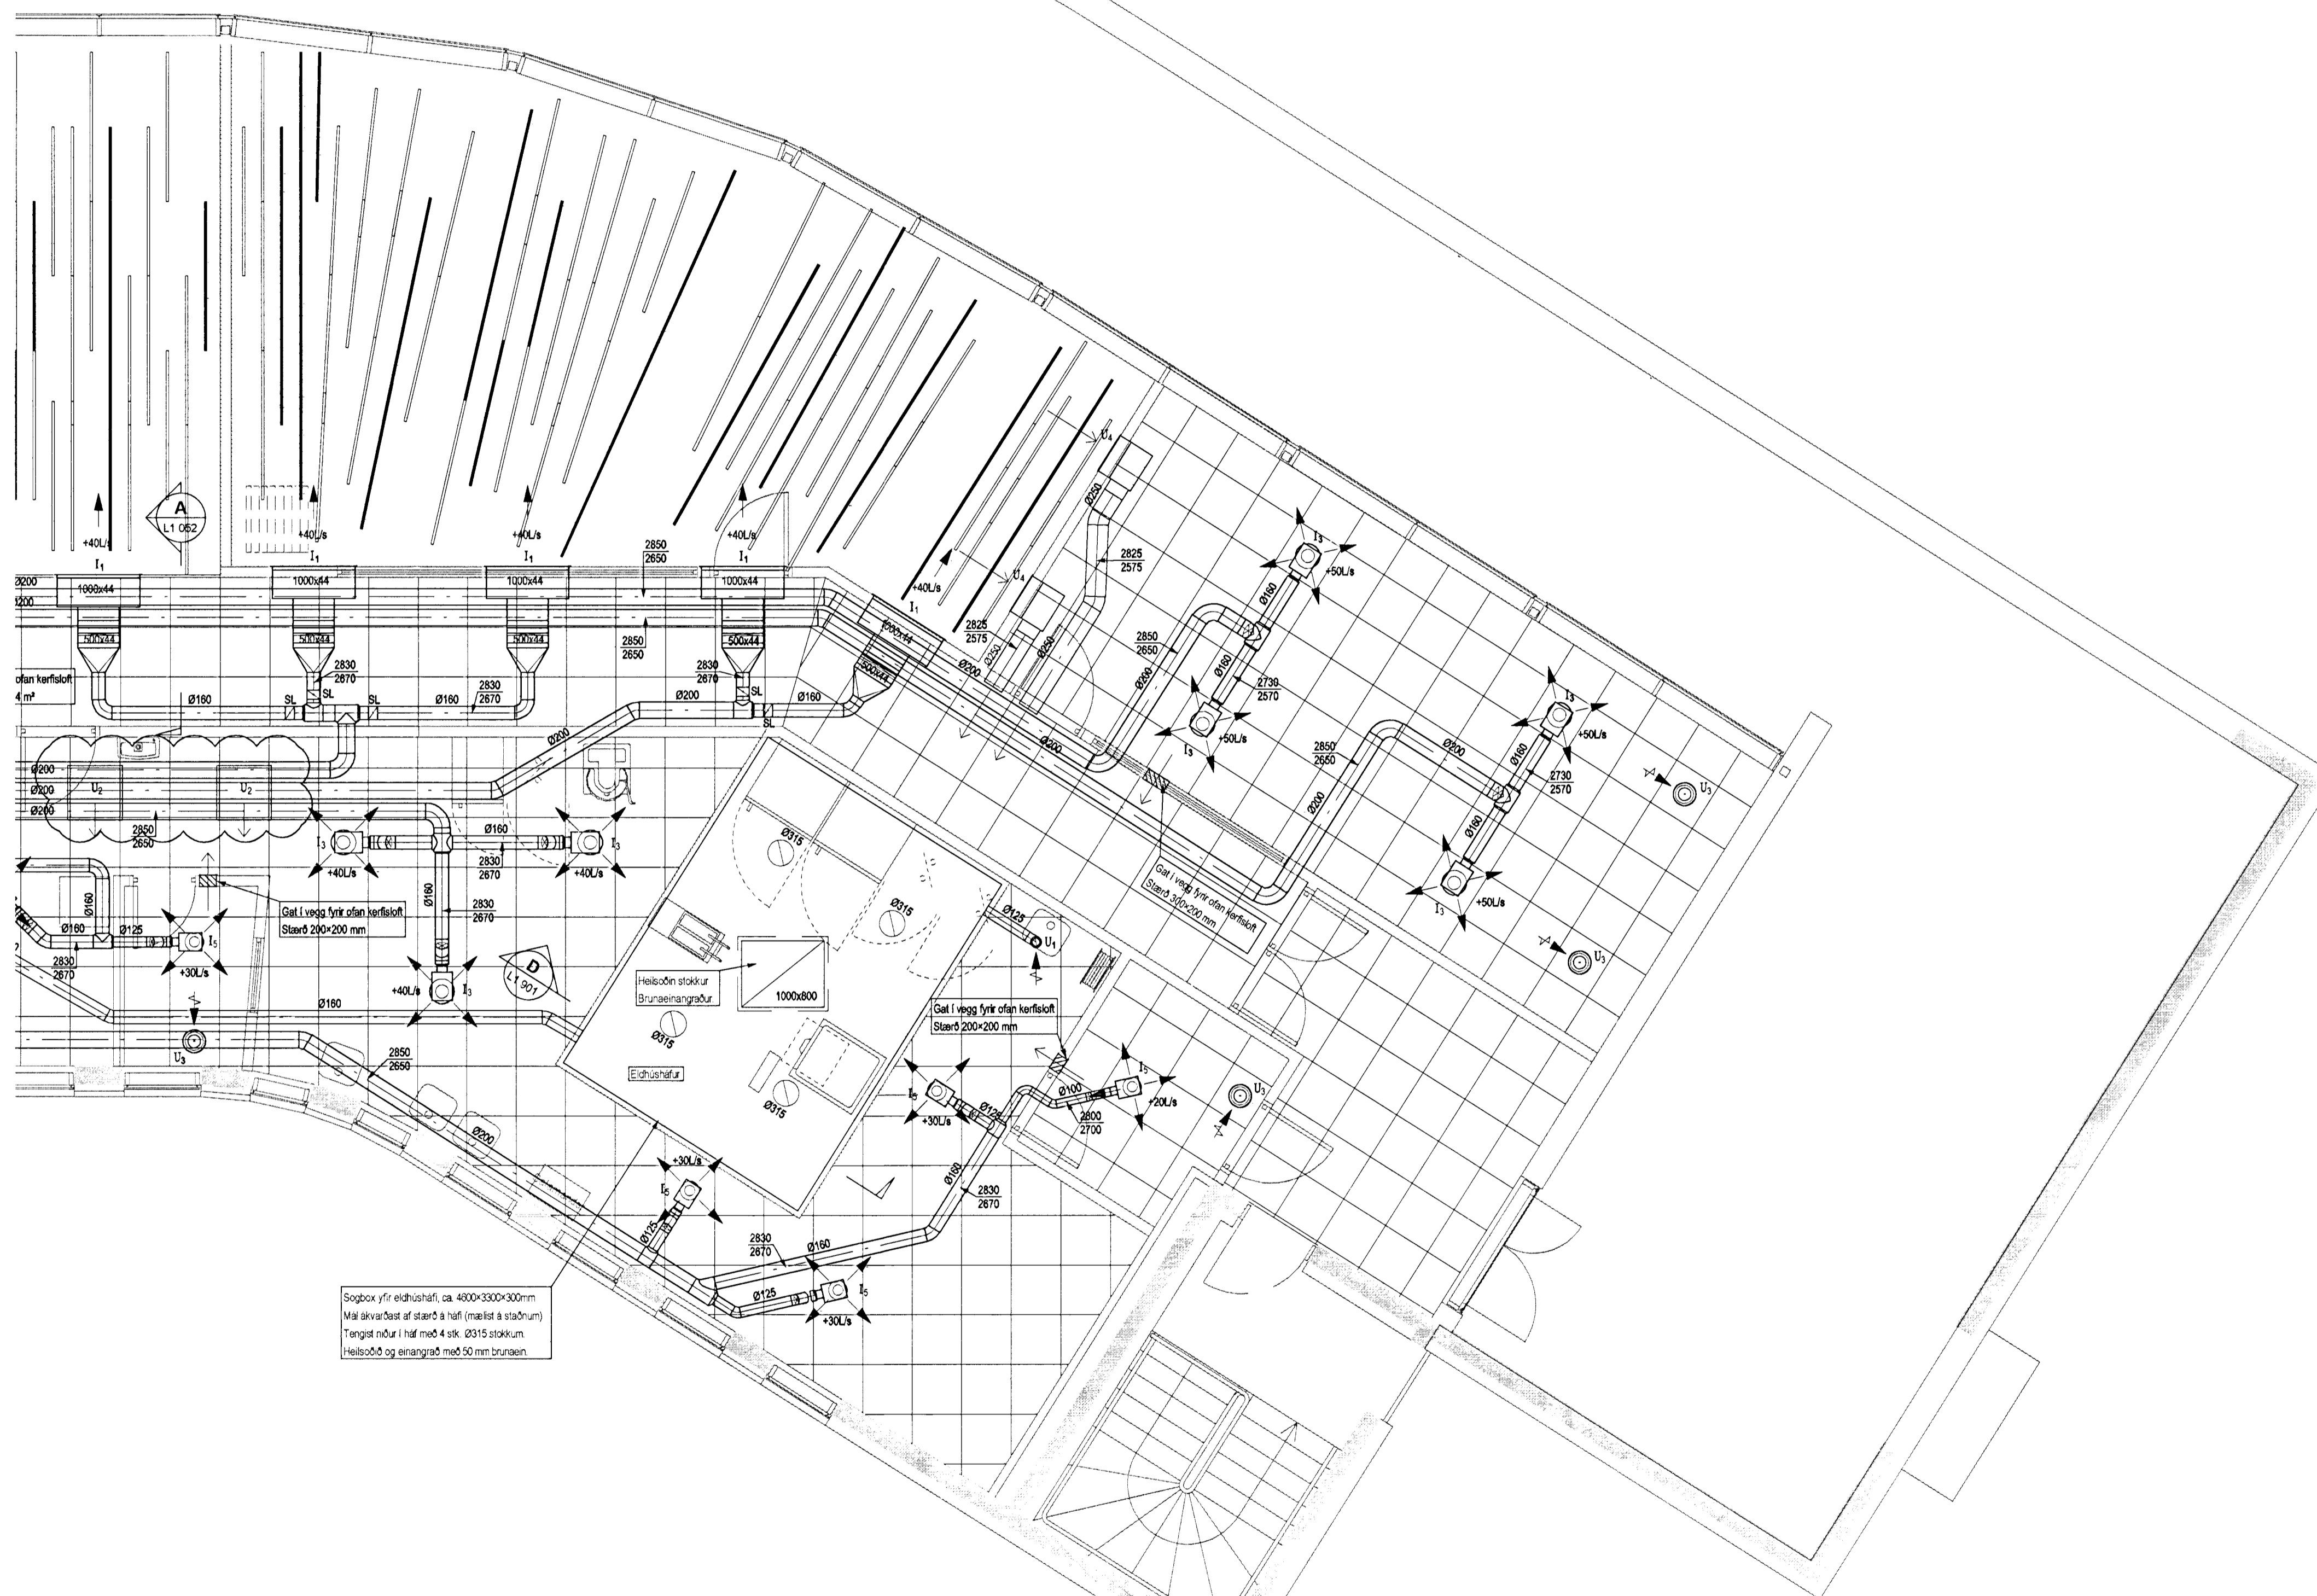 A
L1 052
+40L/s
I1
+40L/s
I1
+40L/s
I1
+40L/s
I1
+40L/s
I1
2850
2650
Ø200
1000x44
1000x44
1000x44
1000x44
1000x44
500x44
500x44
500x44
500x44
500x44
2850
2650
2830
2670
2830
2670
ofan kerfisloft
4 m²
Ø160
SL
SL
SL
Ø160
2830
2670
Ø200
SL
SL
Ø160
Ø200
Ø200
Ø200
Ø200
U2
U2
2850
2650
U4
U4
Ø250
2825
2575
2825
2575
Ø250
Ø250
Ø200
Ø200
2850
2650
Ø200
I3
+50L/s
Ø160
Ø160
2730
2570
I3
+50L/s
2850
2650
Ø200
Ø200
I3
+50L/s
Ø160
2730
2570
Ø160
I3
+50L/s
U3
U3
I3
+40L/s
Ø160
2830
2670
I3
+40L/s
Ø160
2830
2670
+40L/s
I3
Gat í vegg fyrir ofan kerfisloft
Stærð 200×200 mm
Ø160
Ø160
Ø125
I5
+30L/s
2830
2670
D
L1 901
Ø160
U3
2850
2650
Ø200
Ø315
Ø315
Ø315
Ø315
Heilsoðin stokkur
Brunaeinangraður.
1000x800
Eldhúsháfur
Ø125
U1
Gat í vegg fyrir ofan kerfisloft
Stærð 300×200 mm
Gat í vegg fyrir ofan kerfisloft
Stærð 200×200 mm
I5
+30L/s
Ø125
Ø100
2800
2700
I5
+20L/s
U3
Ø160
2830
2670
+30L/s
I5
Ø125
2830
2670
Ø160
Ø125
I5
+30L/s
Sogbox yfir eldhúsháfi, ca. 4600×3300×300mm
Mál ákvarðast af stærð á háfi (mælist á staðnum)
Tengist niður í háf með 4 stk. Ø315 stokkum.
Heilsoðið og einangrað með 50 mm brunaein.